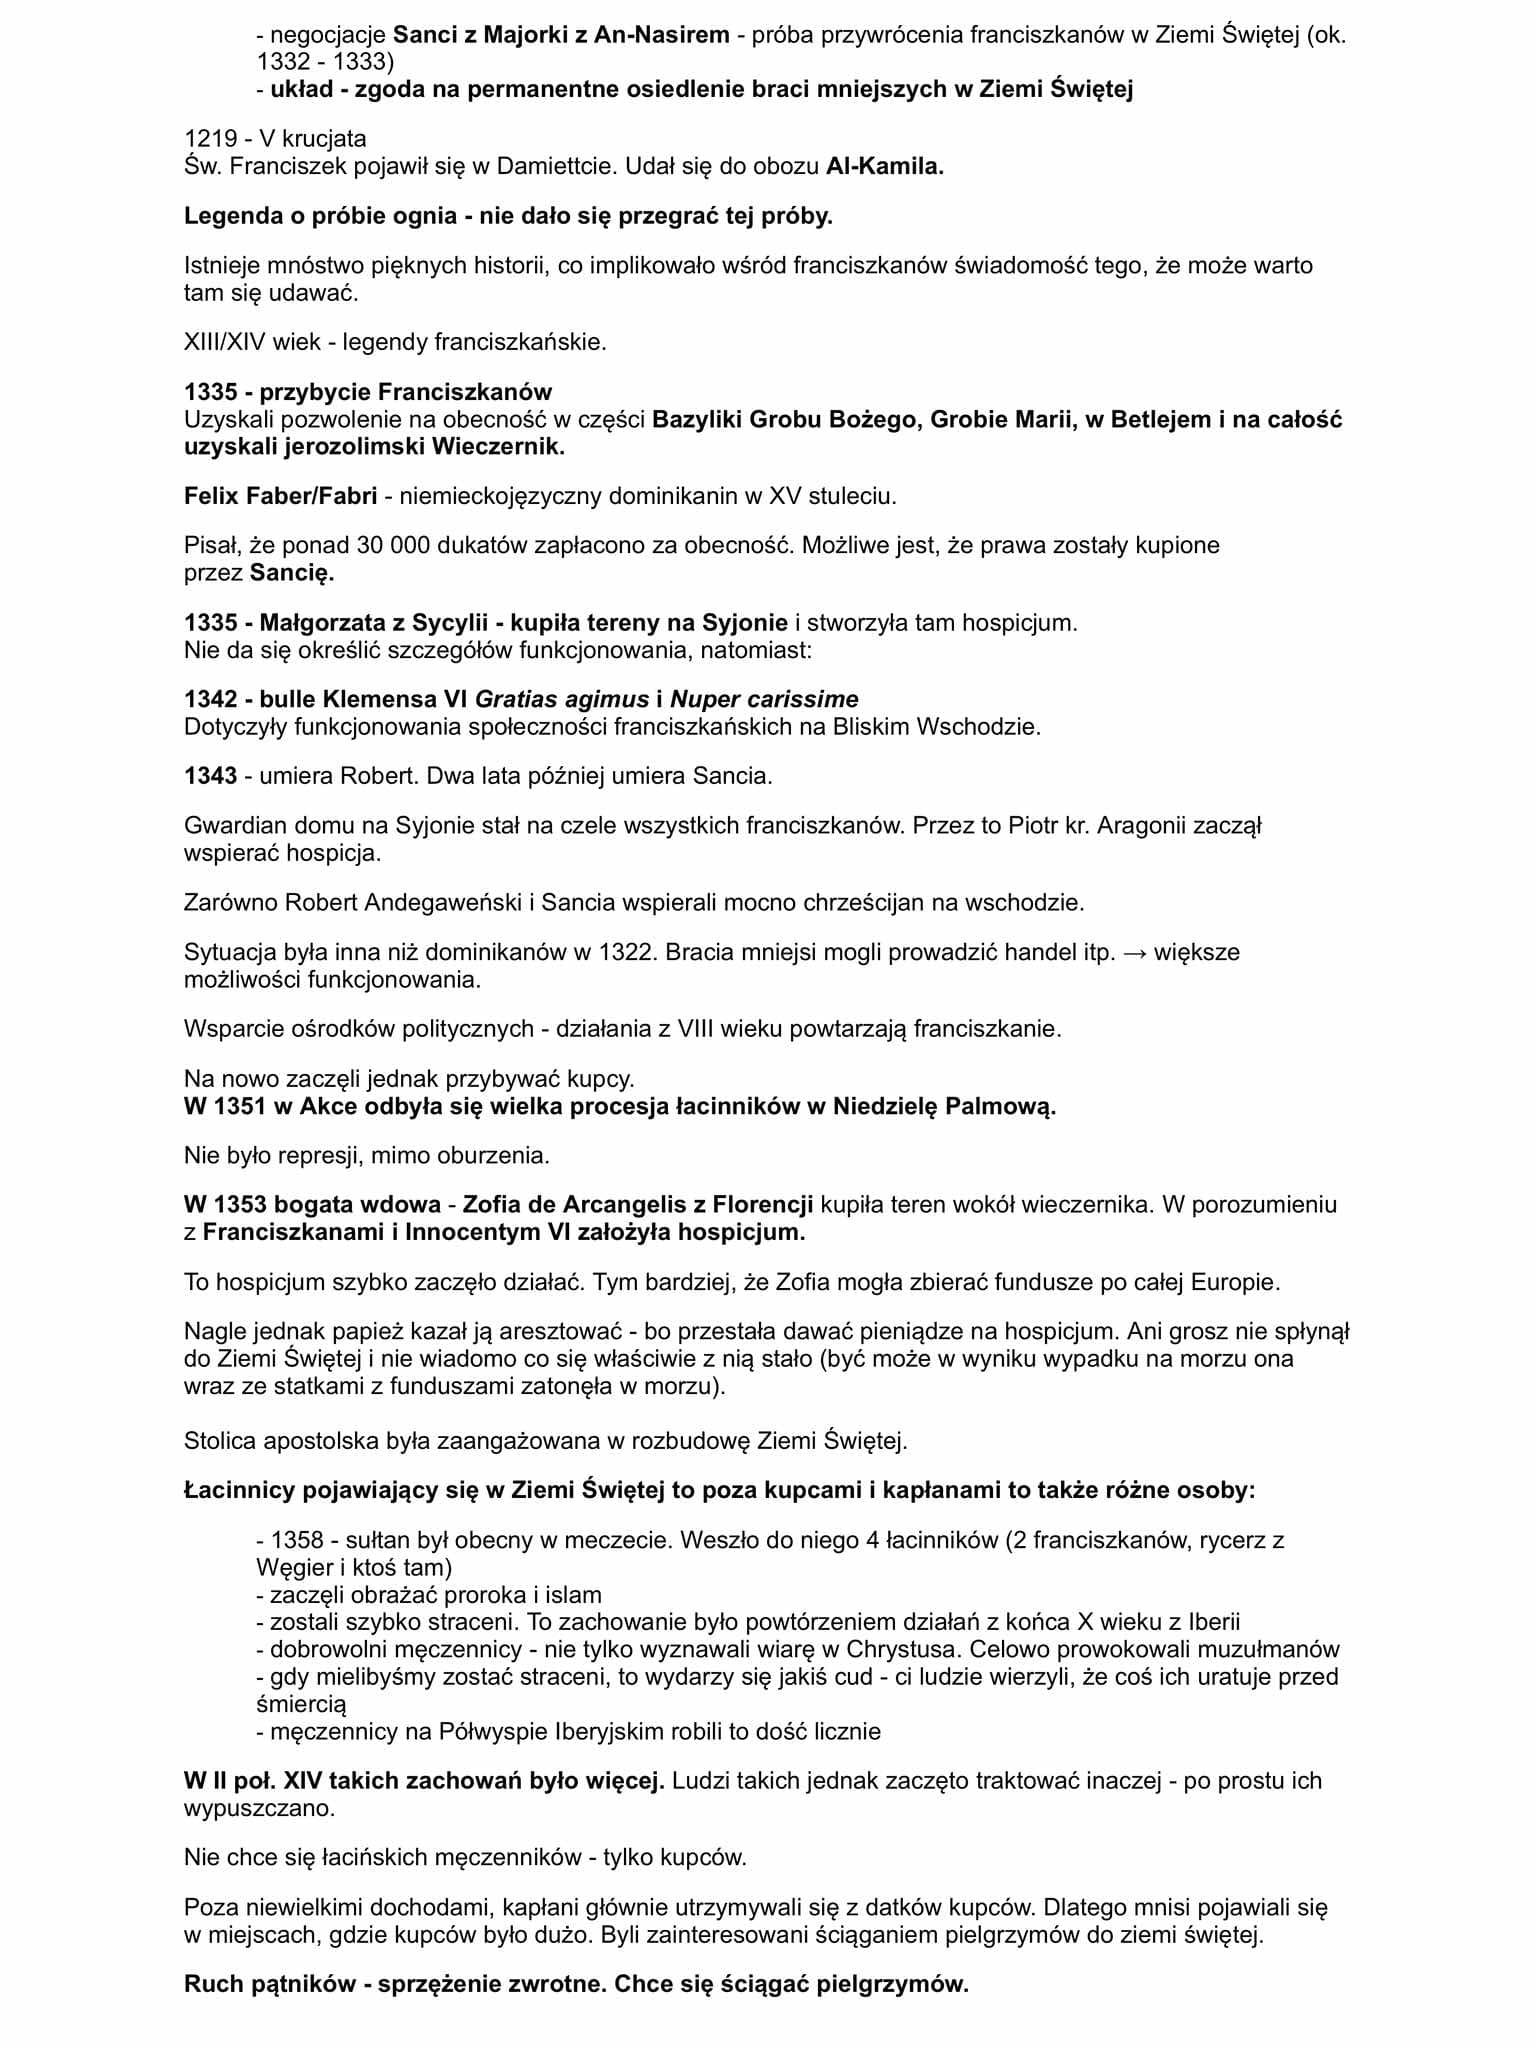 - negocjacje Sanci z Majorki z An-Nasirem - próba przywrócenia franciszkanów w Ziemi Świętej (ok.
1332 - 1333)
- układ - zgoda na permanentne osiedlenie braci mniejszych w Ziemi Świętej
1219 - V krucjata
Św. Franciszek pojawił się w Damiettcie. Udał się do obozu Al-Kamila.
Legenda o próbie ognia - nie dało się przegrać tej próby.
Istnieje mnóstwo pięknych historii, co implikowało wśród franciszkanów świadomość tego, że może warto
tam się udawać.
XIII/XIV wiek - legendy franciszkańskie.
1335 - przybycie Franciszkanów
Uzyskali pozwolenie na obecność w części Bazyliki Grobu Bożego, Grobie Marii, w Betlejem i na całość
uzyskali jerozolimski Wieczernik.
Felix Faber/Fabri - niemieckojęzyczny dominikanin w XV stuleciu.
Pisał, że ponad 30 000 dukatów zapłacono za obecność. Możliwe jest, że prawa zostały kupione
przez Sancię.
1335 - Małgorzata z Sycylii - kupiła tereny na Syjonie i stworzyła tam hospicjum.
Nie da się określić szczegółów funkcjonowania, natomiast:
1342 - bulle Klemensa VI Gratias agimus i Nuper carissime
Dotyczyły funkcjonowania społeczności franciszkańskich na Bliskim Wschodzie.
1343 - umiera Robert. Dwa lata później umiera Sancia.
Gwardian domu na Syjonie stał na czele wszystkich franciszkanów. Przez to Piotr kr. Aragonii zaczął
wspierać hospicja.
Zarówno Robert Andegaweński i Sancia wspierali mocno chrześcijan na wschodzie.
Sytuacja była inna niż dominikanów w 1322. Bracia mniejsi mogli prowadzić handel itp. → większe
możliwości funkcjonowania.
Wsparcie ośrodków politycznych - działania z VIII wieku powtarzają franciszkanie.
Na nowo zaczęli jednak przybywać kupcy.
W 1351 w Akce odbyła się wielka procesja łacinników w Niedzielę Palmową.
Nie było represji, mimo oburzenia.
W 1353 bogata wdowa - Zofia de Arcangelis z Florencji kupiła teren wokół wieczernika. W porozumieniu
z Franciszkanami i Innocentym VI założyła hospicjum.
To hospicjum szybko zaczęło działać. Tym bardziej, że Zofia mogła zbierać fundusze po całej Europie.
Nagle jednak papież kazał ją aresztować - bo przestała dawać pieniądze na hospicjum. Ani grosz nie spłynął
do Ziemi Świętej i nie wiadomo co się właściwie z nią stało (być może w wyniku wypadku na morzu ona
wraz ze statkami z funduszami zatonęła w morzu).
Stolica apostolska była zaangażowana w rozbudowę Ziemi Świętej.
Łacinnicy pojawiający się w Ziemi Świętej to poza kupcami i kapłanami to także różne osoby:
- 1358 - sułtan był obecny w meczecie. Weszło do niego 4 łacinników (2 franciszkanów, rycerz z
Węgier i ktoś tam)
- zaczęli obrażać proroka i islam
- zostali szybko straceni. To zachowanie było powtórzeniem działań z końca X wieku z Iberii
- dobrowolni męczennicy - nie tylko wyznawali wiarę w Chrystusa. Celowo prowokowali muzułmanów
- gdy mielibyśmy zostać straceni, to wydarzy się jakiś cud - ci ludzie wierzyli, że coś ich uratuje przed
śmiercią
- męczennicy na Półwyspie Iberyjskim robili to dość licznie
W II poł. XIV takich zachowań było więcej. Ludzi takich jednak zaczęto traktować inaczej - po prostu ich
wypuszczano.
Nie chce się łacińskich męczenników - tylko kupców.
Poza niewielkimi dochodami, kapłani głównie utrzymywali się z datków kupców. Dlatego mnisi pojawiali się
w miejscach, gdzie kupców było dużo. Byli zainteresowani ściąganiem pielgrzymów do ziemi świętej.
Ruch pątników - sprzężenie zwrotne. Chce się ściągać pielgrzymów.